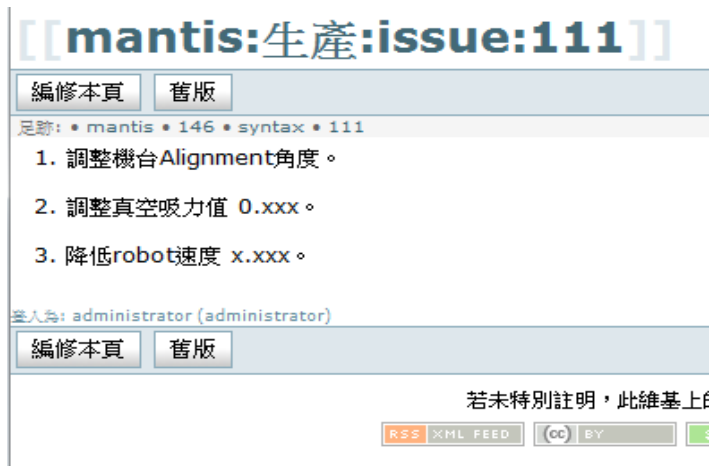 [[mantis:生產:issue:111]]
編修本頁 舊版
足跡: • mantis • 146 • syntax • 111
1. 調整機台Alignment角度。
2. 調整真空吸力值 0.xxx。
3. 降低robot速度 x.xxx。
登入為: administrator (administrator)
編修本頁 舊版
若未特別註明，此維基上
RSS XML FEED (cc) BY